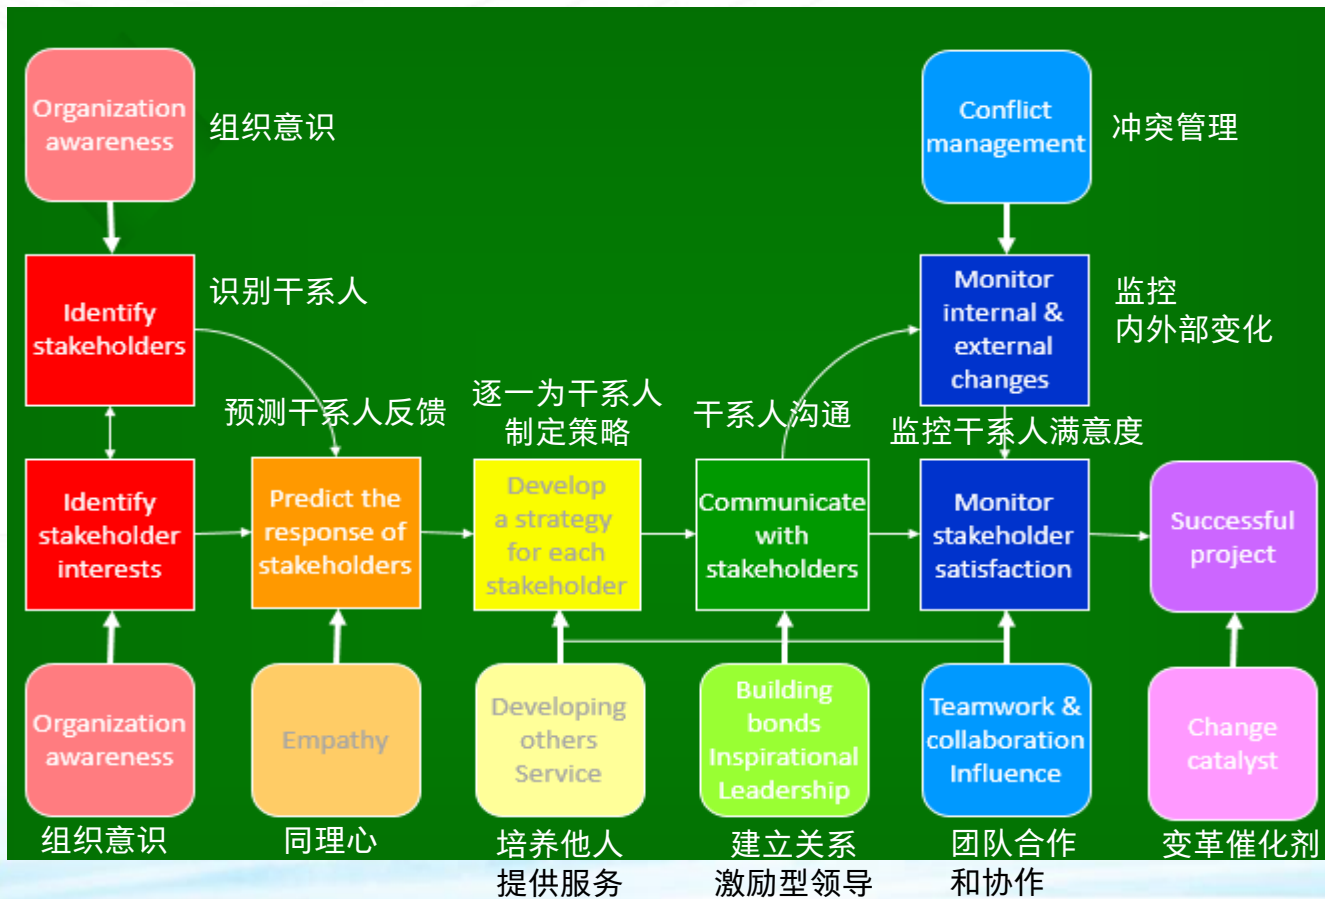 Organization
awareness
组织意识
Conflict
management
冲突管理
Identify
stakeholders
识别干系人
Monitor
internal &
external
changes
监控
内外部变化
预测干系人反馈
逐一为干系人
制定策略
干系人沟通
监控干系人满意度
Identify
stakeholder
interests
Predict the
response of
stakeholders
Develop
a strategy
for each
stakeholder
Communicate
with
stakeholders
Monitor
stakeholder
satisfaction
Successful
project
Organization
awareness
Empathy
Developing
others
Service
Building
bonds
Inspirational
Leadership
Teamwork &
collaboration
Influence
Change
catalyst
组织意识
同理心
培养他人
提供服务
建立关系
激励型领导
团队合作
和协作
变革催化剂